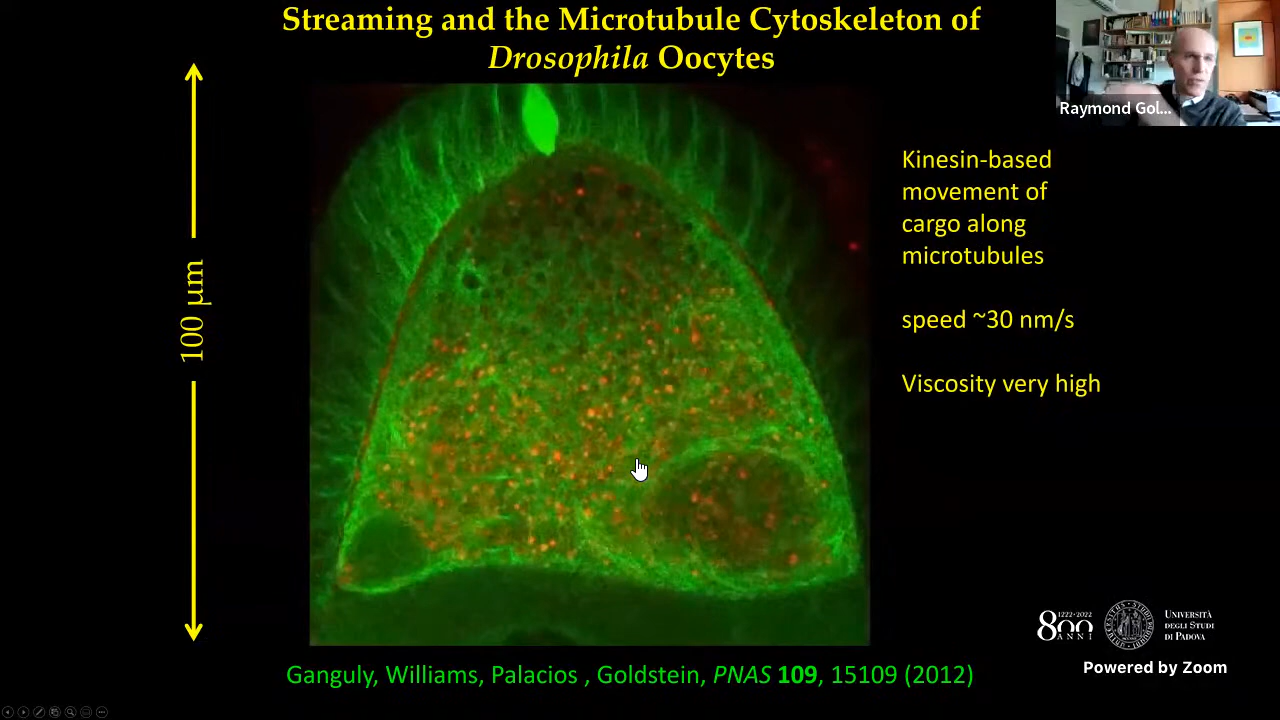 Streaming and the Microtubule Cytoskeleton of
Drosophila Oocytes
Raymond Gol...
100 μm
Kinesin-based
movement of
cargo along
microtubules
speed ~30 nm/s
Viscosity very high
1222-2022
800
ANNI
UNIVERSITÀ
DEGLI STUDI
DI PADOVA
Powered by Zoom
Ganguly, Williams, Palacios , Goldstein, PNAS 109, 15109 (2012)